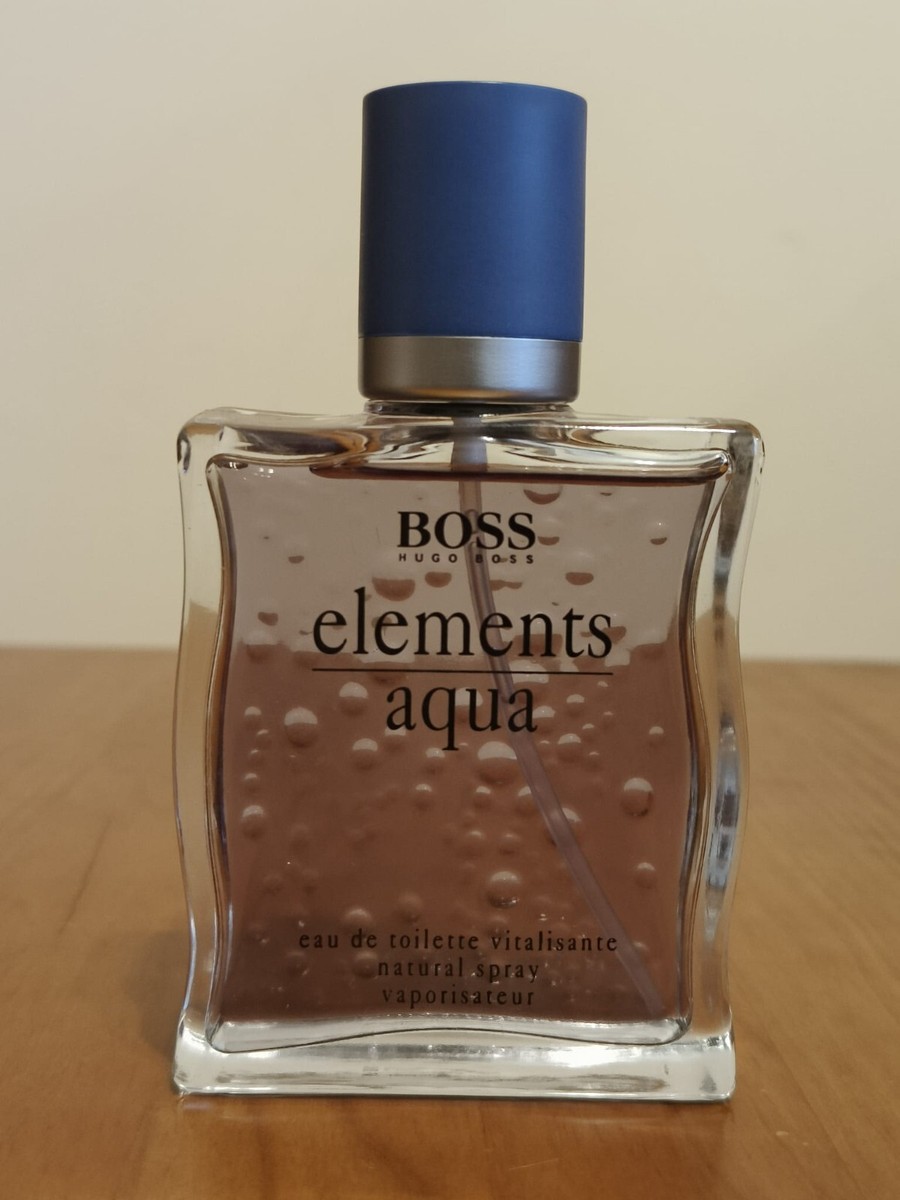 BOSS
HUGO BOSS
elements
aqua
eau de toilette vitalisante
natural spray
vaporisateur